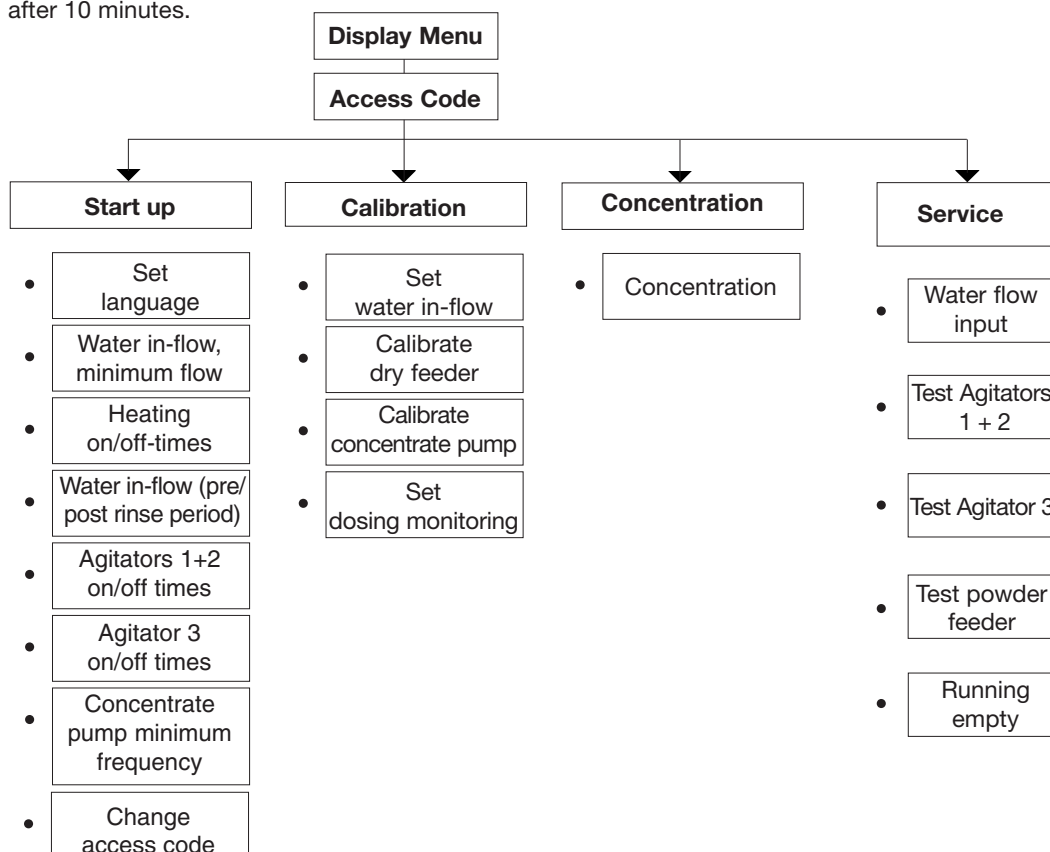 after 10 minutes.
Display Menu
Access Code
Start up
Set
language
Water in-flow,
minimum flow
Heating
on/off-times
Water in-flow (pre/
post rinse period)
Agitators 1+2
on/off times
Agitator 3
on/off times
Concentrate
pump minimum
frequency
Change
access code
Calibration
Set
water in-flow
Calibrate
dry feeder
Calibrate
concentrate pump
Set
dosing monitoring
Concentration
Concentration
Service
Water flow
input
Test Agitators
1 + 2
Test Agitator 3
Test powder
feeder
Running
empty